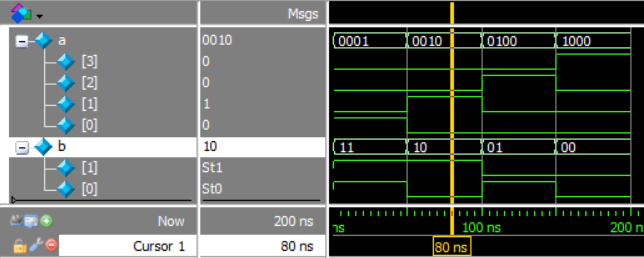 Msgs
a 0010 0001 0010 0100 1000
[3] 0
[2] 0
[1] 1
[0] 0
b 10 11 10 01 00
[1] St1
[0] St0
Now 200 ns ns 100 ns 200 n
Cursor 1 80 ns 80 ns